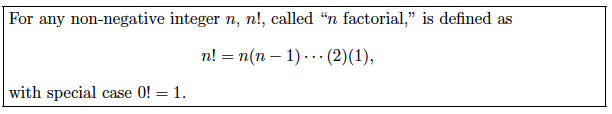 For any non-negative integer n, n!, called “n factorial,” is defined as
n! = n(n − 1) · · · (2)(1),
with special case 0! = 1.